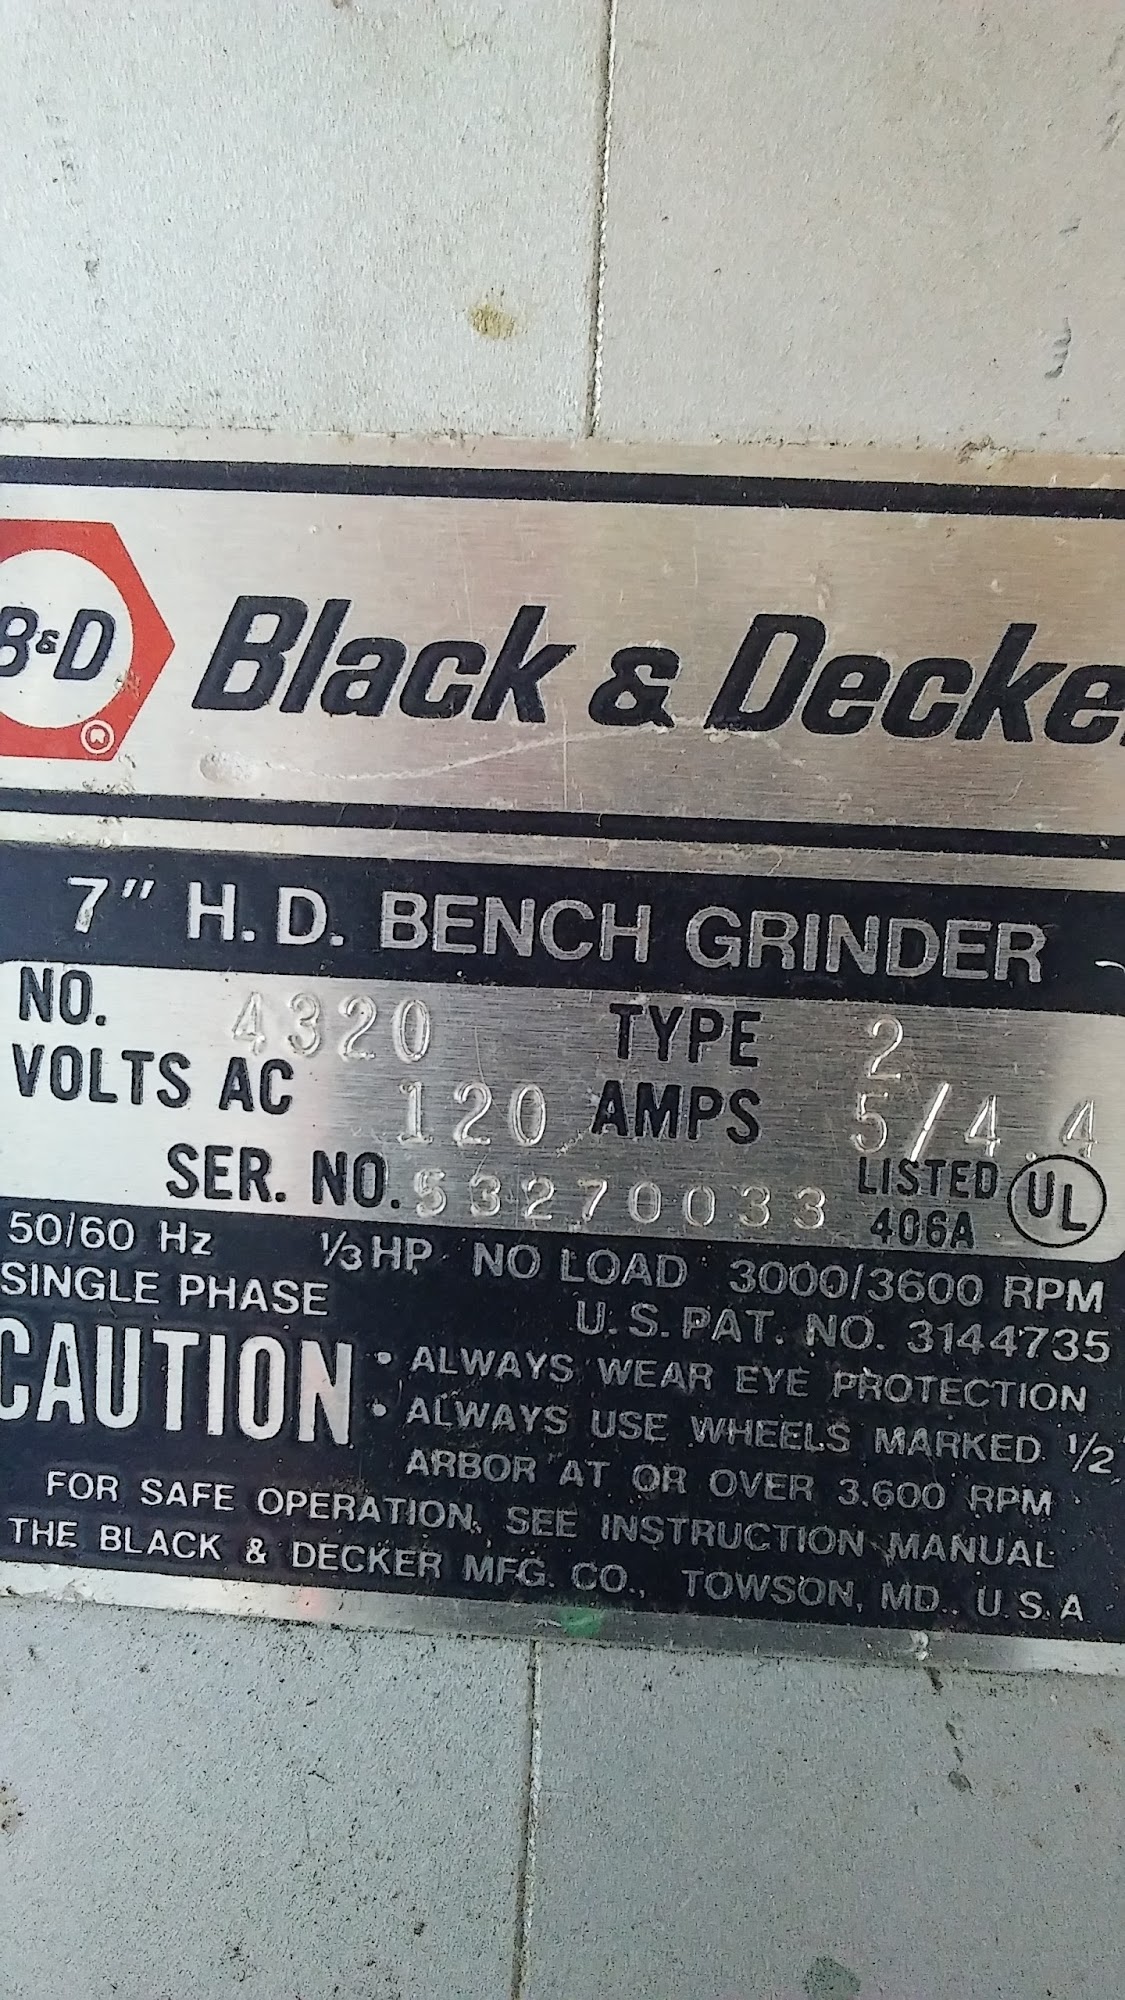 B&D ® Black & Decke
7" H.D. BENCH GRINDER
NO. 4320 TYPE 2
VOLTS AC 120 AMPS 5/4.4
SER. NO. 53270033 LISTED UL
406A
50/60 Hz 1/3 HP NO LOAD 3000/3600 RPM
SINGLE PHASE U.S. PAT. NO. 3144735
CAUTION • ALWAYS WEAR EYE PROTECTION
• ALWAYS USE WHEELS MARKED 1/2
ARBOR AT OR OVER 3,600 RPM
FOR SAFE OPERATION, SEE INSTRUCTION MANUAL
THE BLACK & DECKER MFG. CO., TOWSON, MD., U.S.A